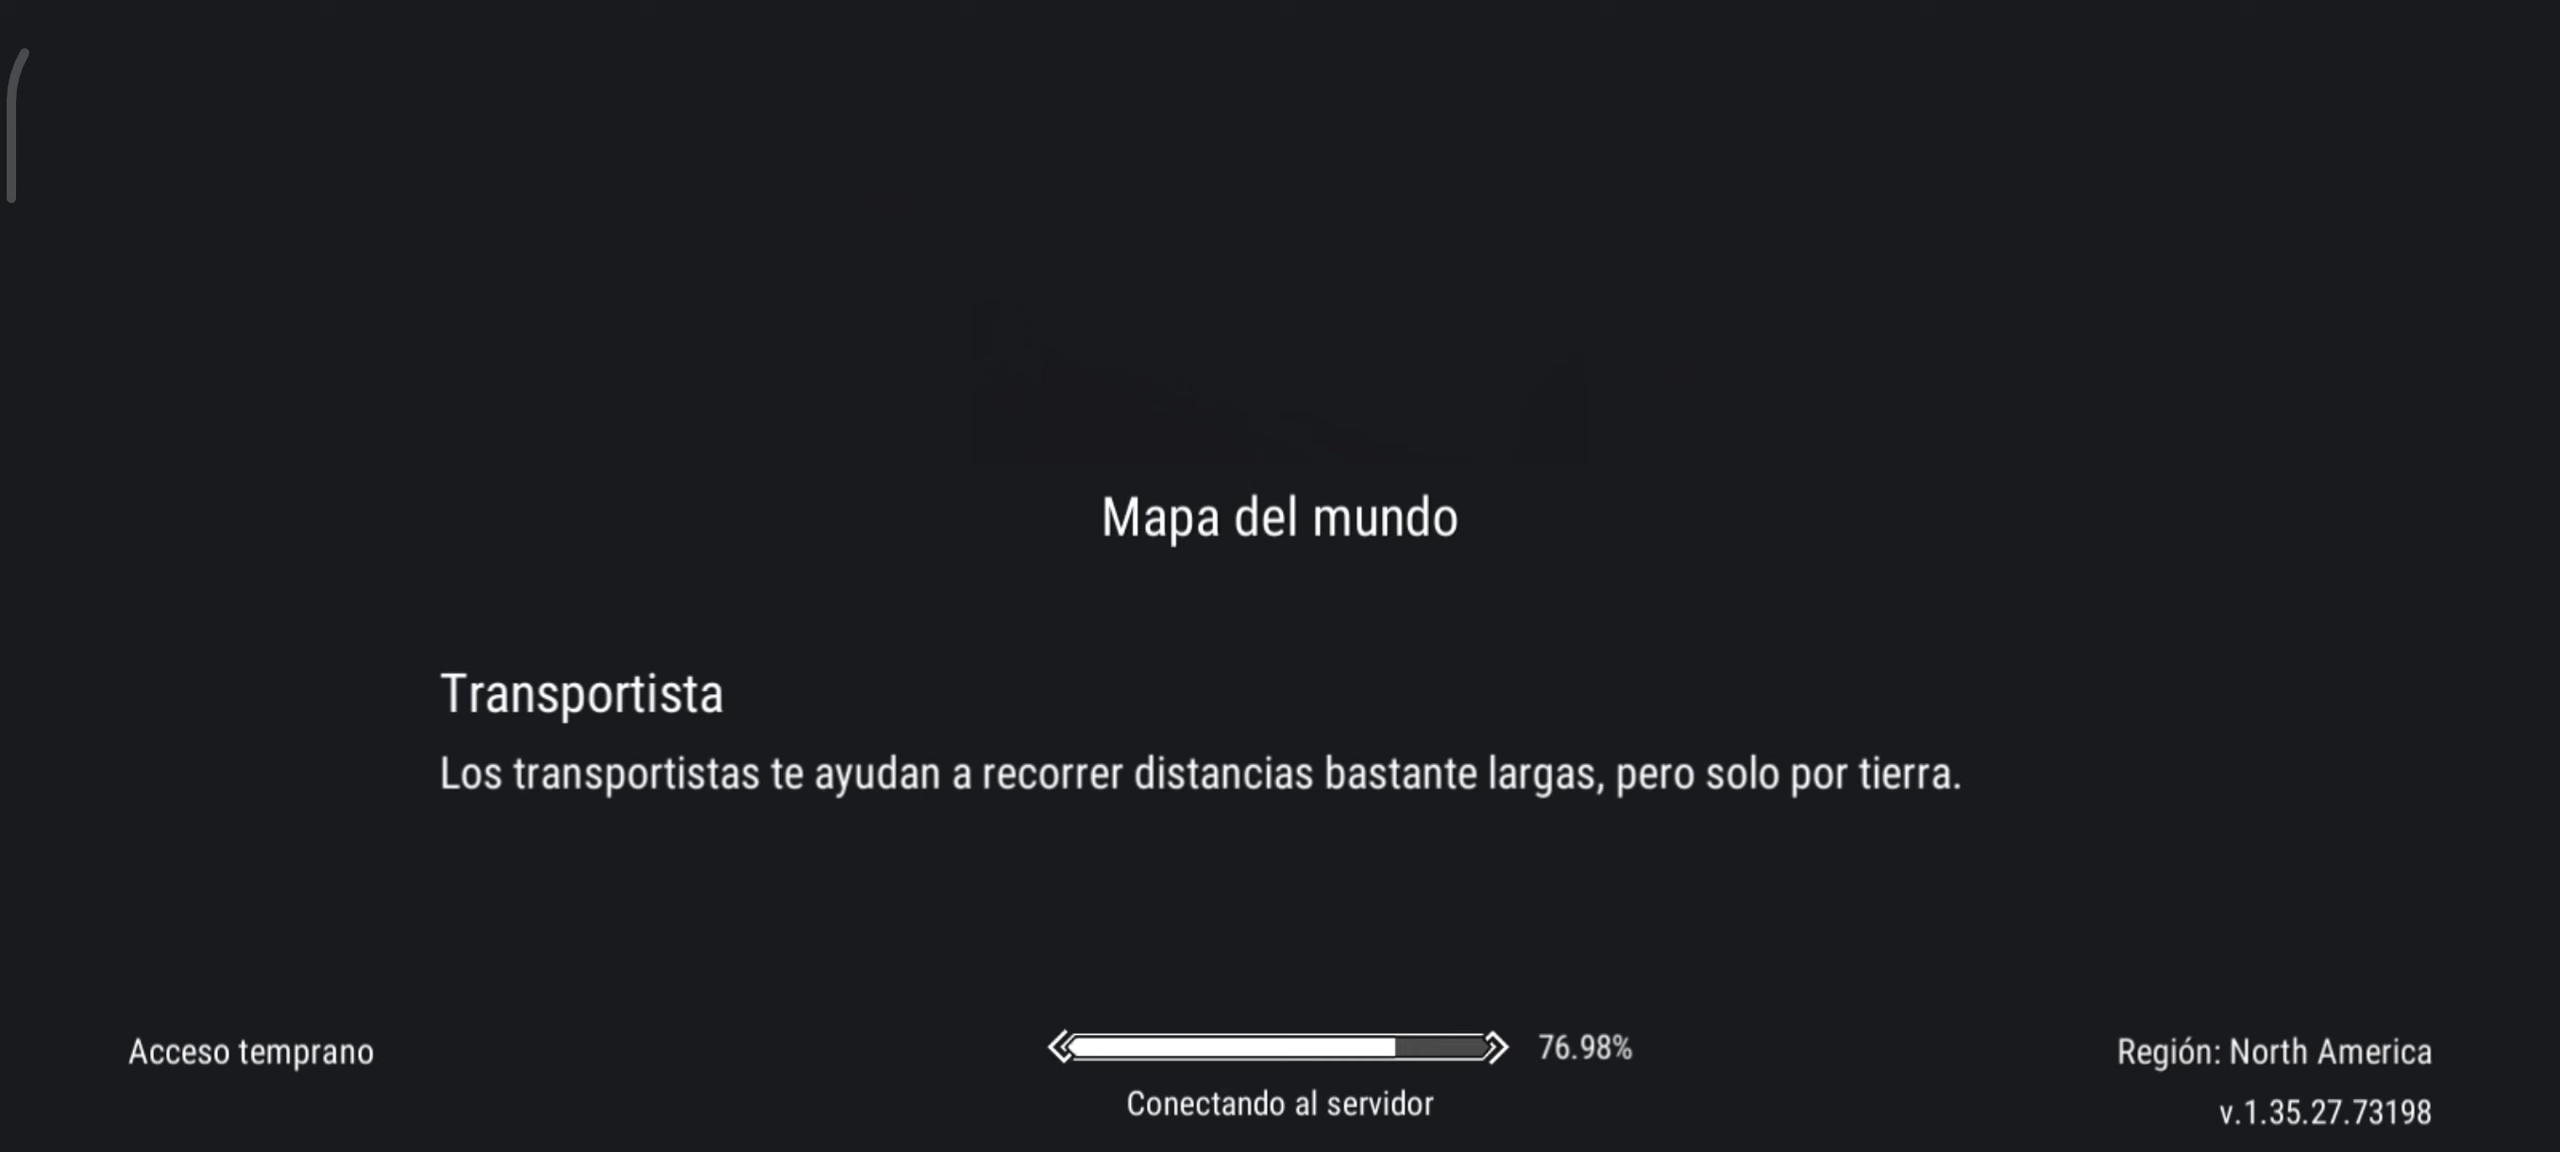 Mapa del mundo
Transportista
Los transportistas te ayudan a recorrer distancias bastante largas, pero solo por tierra.
Acceso temprano
76.98%
Conectando al servidor
Región: North America
v.1.35.27.73198